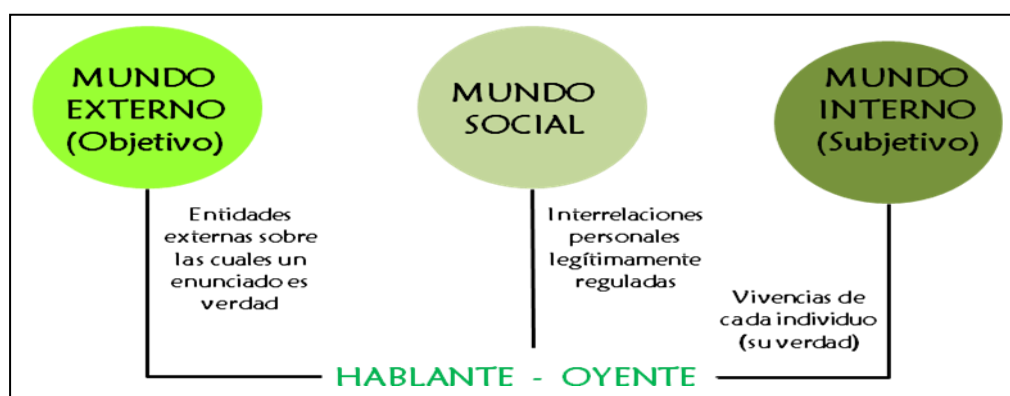 MUNDO
EXTERNO
(Objetivo)
MUNDO
SOCIAL
MUNDO
INTERNO
(Subjetivo)
Entidades
externas sobre
las cuales un
enunciado es
verdad
Interrelaciones
personales
legítimamente
reguladas
Vivencias de
cada individuo
(su verdad)
HABLANTE - OYENTE